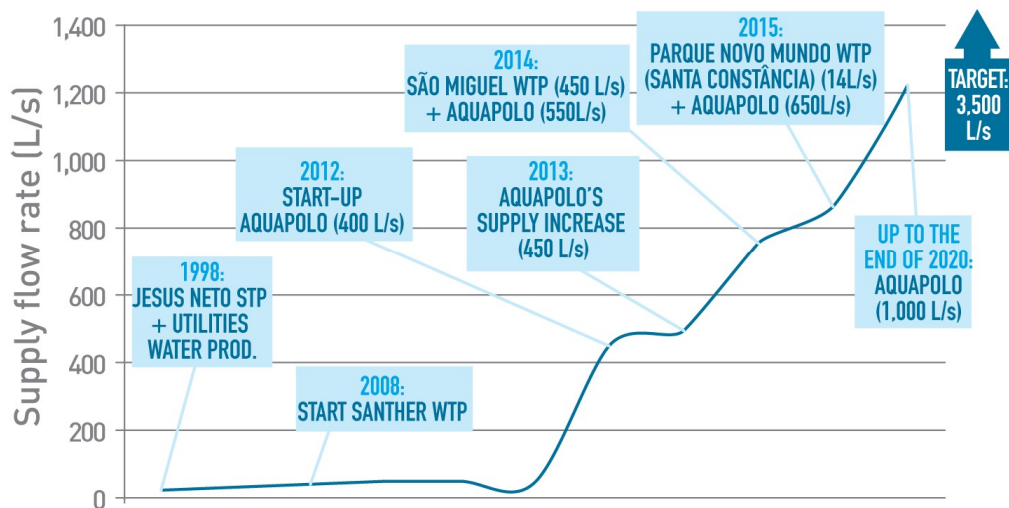 Supply flow rate (L/s)
1,400
1,200
1,000
800
600
400
200
0
1998:
JESUS NETO STP
+ UTILITIES
WATER PROD.
2008:
START SANTHER WTP
2012:
START-UP
AQUAPOLO (400 L/s)
2013:
AQUAPOLO'S
SUPPLY INCREASE
(450 L/s)
2014:
SÃO MIGUEL WTP (450 L/s)
+ AQUAPOLO (550L/s)
2015:
PARQUE NOVO MUNDO WTP
(SANTA CONSTÂNCIA) (14L/s)
+ AQUAPOLO (650L/s)
UP TO THE
END OF 2020:
AQUAPOLO
(1,000 L/s)
TARGET:
3,500
L/s